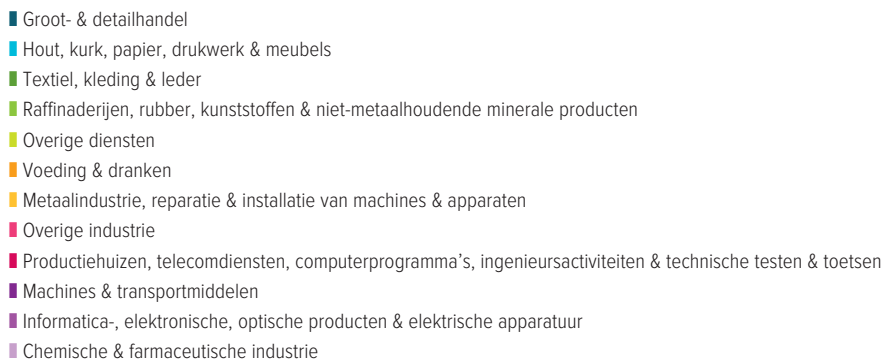 Groot- & detailhandel
Hout, kurk, papier, drukwerk & meubels
Textiel, kleding & leder
Raffinaderijen, rubber, kunststoffen & niet-metaalhoudende minerale producten
Overige diensten
Voeding & dranken
Metaalindustrie, reparatie & installatie van machines & apparaten
Overige industrie
Productiehuizen, telecomdiensten, computerprogramma's, ingenieursactiviteiten & technische testen & toetsen
Machines & transportmiddelen
Informatica-, elektronische, optische producten & elektrische apparatuur
Chemische & farmaceutische industrie